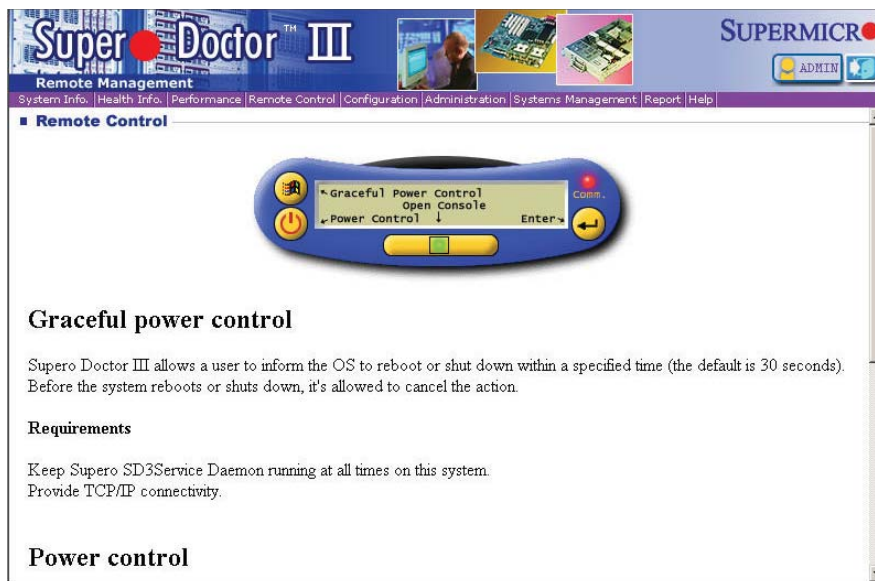 Super Doctor™ III
SUPERMICR
Remote Management
ADMIN
System Info. Health Info. Performance Remote Control Configuration Administration Systems Management Report Help
Remote Control
Graceful Power Control
Open Console
Power Control ↓ Enter
Comm.
Graceful power control
Supero Doctor III allows a user to inform the OS to reboot or shut down within a specified time (the default is 30 seconds).
Before the system reboots or shuts down, it's allowed to cancel the action.
Requirements
Keep Supero SD3Service Daemon running at all times on this system.
Provide TCP/IP connectivity.
Power control